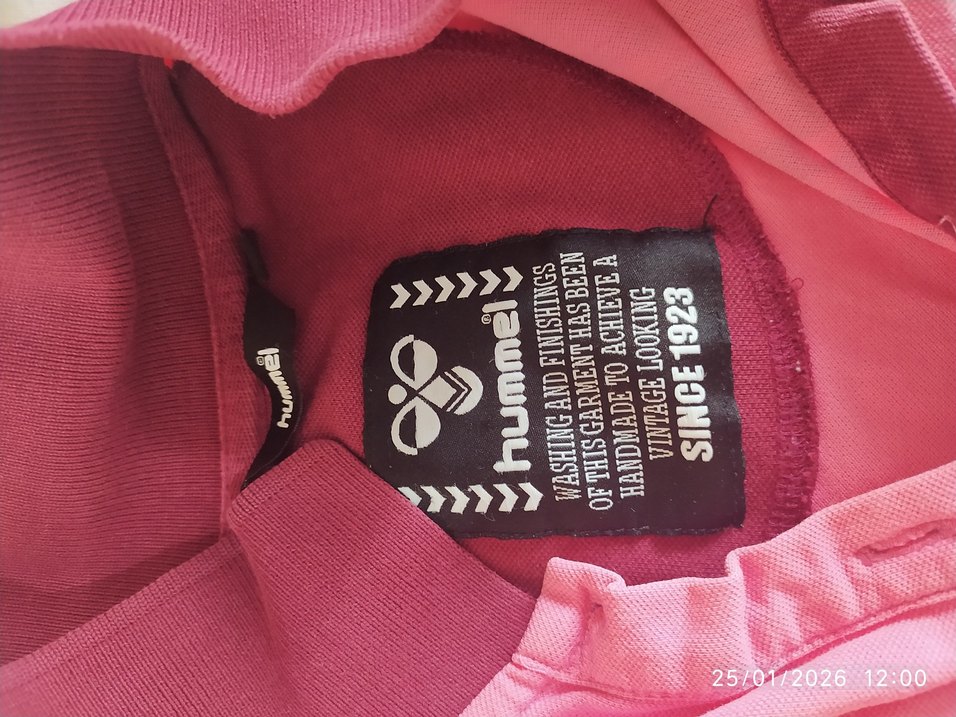 hummel®
hummel®
WASHING AND FINISHINGS
OF THIS GARMENT HAS BEEN
HANDMADE TO ACHIEVE A
VINTAGE LOOKING
SINCE 1923
25/01/2026 12:00